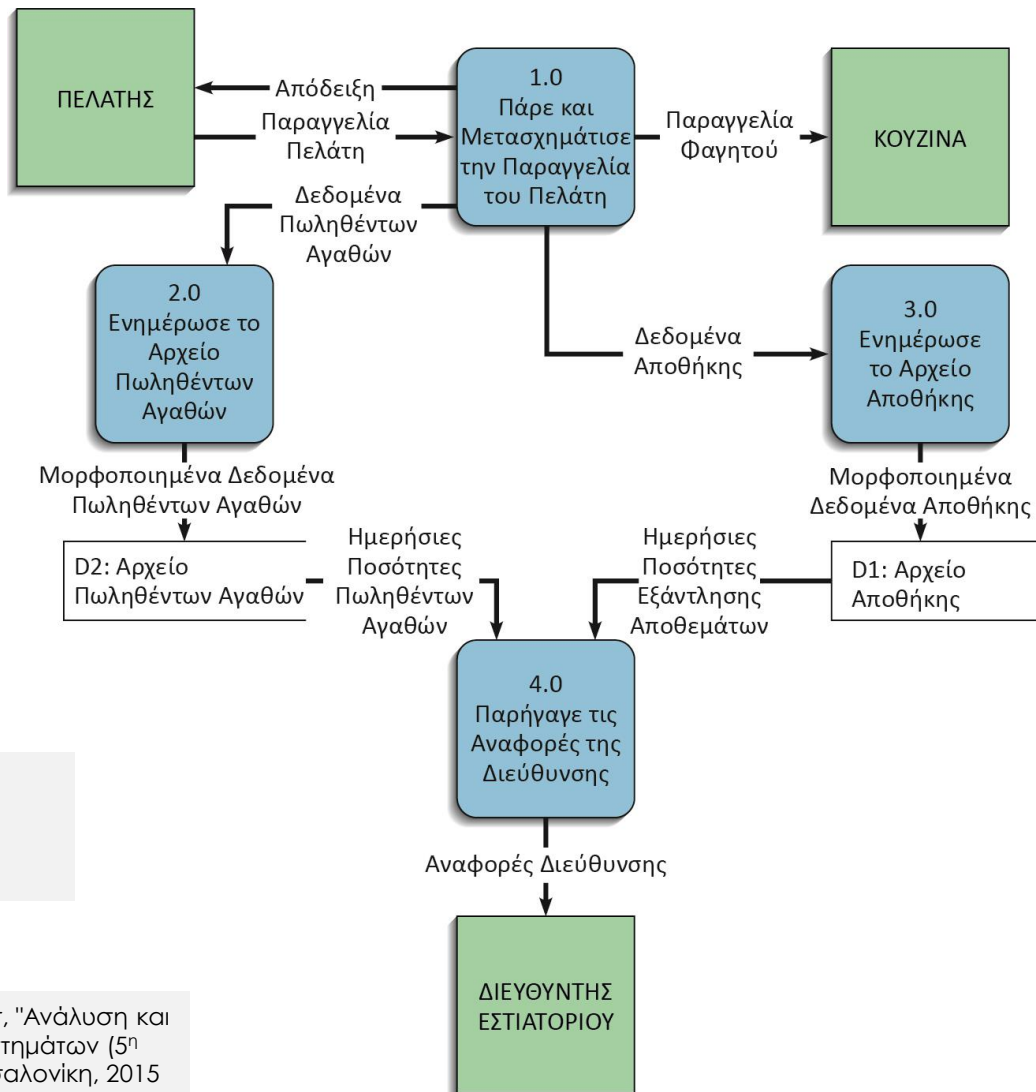 ΠΕΛΑΤΗΣ
Απόδειξη
Παραγγελία
Πελάτη
1.0
Πάρε και
Μετασχημάτισε
την Παραγγελία
του Πελάτη
Παραγγελία
Φαγητού
ΚΟΥΖΙΝΑ
Δεδομένα
Πωληθέντων
Αγαθών
2.0
Ενημέρωσε το
Αρχείο
Πωληθέντων
Αγαθών
Δεδομένα
Αποθήκης
3.0
Ενημέρωσε
το Αρχείο
Αποθήκης
Μορφοποιημένα Δεδομένα
Πωληθέντων Αγαθών
Μορφοποιημένα
Δεδομένα Αποθήκης
D2: Αρχείο
Πωληθέντων Αγαθών
Ημερήσιες
Ποσότητες
Πωληθέντων
Αγαθών
Ημερήσιες
Ποσότητες
Εξάντλησης
Αποθεμάτων
D1: Αρχείο
Αποθήκης
4.0
Παρήγαγε τις
Αναφορές της
Διεύθυνσης
Αναφορές Διεύθυνσης
ΔΙΕΥΘΥΝΤΗΣ
ΕΣΤΙΑΤΟΡΙΟΥ
, "Ανάλυση και
τημάτων (5η
σαλονίκη, 2015